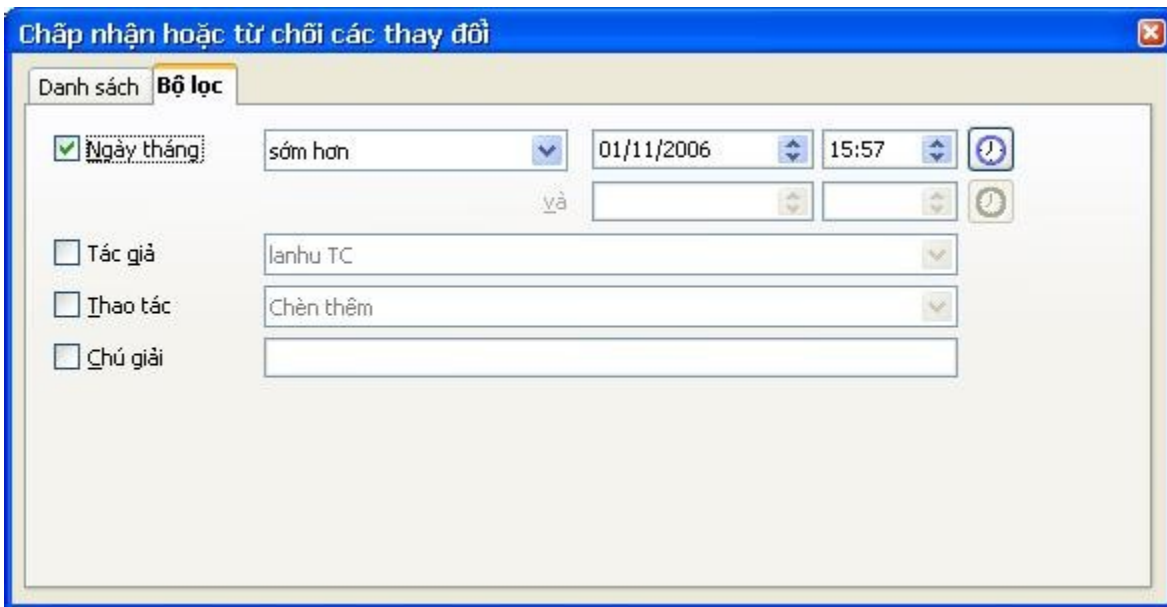 Chấp nhận hoặc từ chối các thay đổi
Danh sách Bộ lọc
Ngày tháng sớm hơn 01/11/2006 15:57
và
Tác giả lanhu TC
Thao tác Chèn thêm
Chú giải